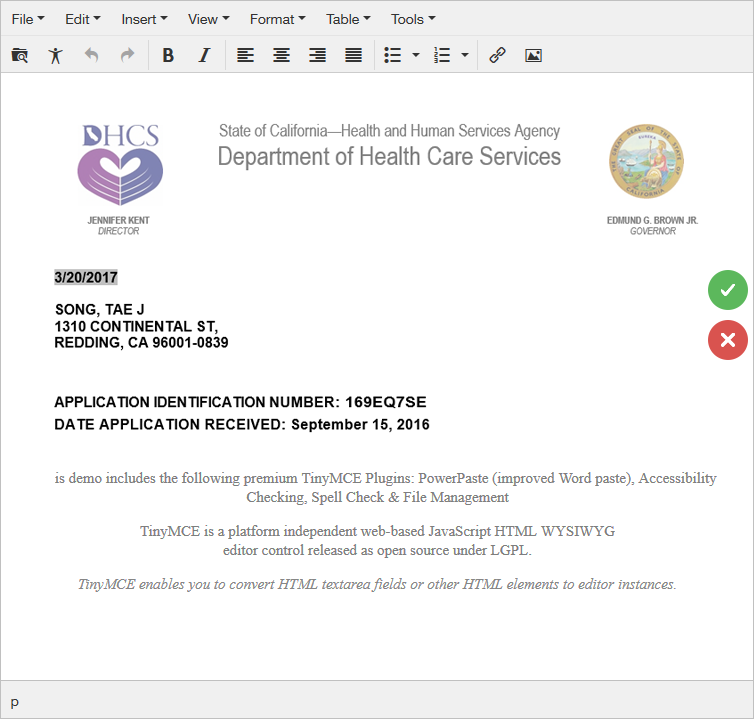 File Edit Insert View Format Table Tools
B I
DHCS
State of California—Health and Human Services Agency
Department of Health Care Services
JENNIFER KENT
DIRECTOR
EDMUND G. BROWN JR.
GOVERNOR
3/20/2017
SONG, TAE J
1310 CONTINENTAL ST,
REDDING, CA 96001-0839
APPLICATION IDENTIFICATION NUMBER: 169EQ7SE
DATE APPLICATION RECEIVED: September 15, 2016
is demo includes the following premium TinyMCE Plugins: PowerPaste (improved Word paste), Accessibility
Checking, Spell Check & File Management
TinyMCE is a platform independent web-based JavaScript HTML WYSIWYG
editor control released as open source under LGPL.
TinyMCE enables you to convert HTML textarea fields or other HTML elements to editor instances.
p